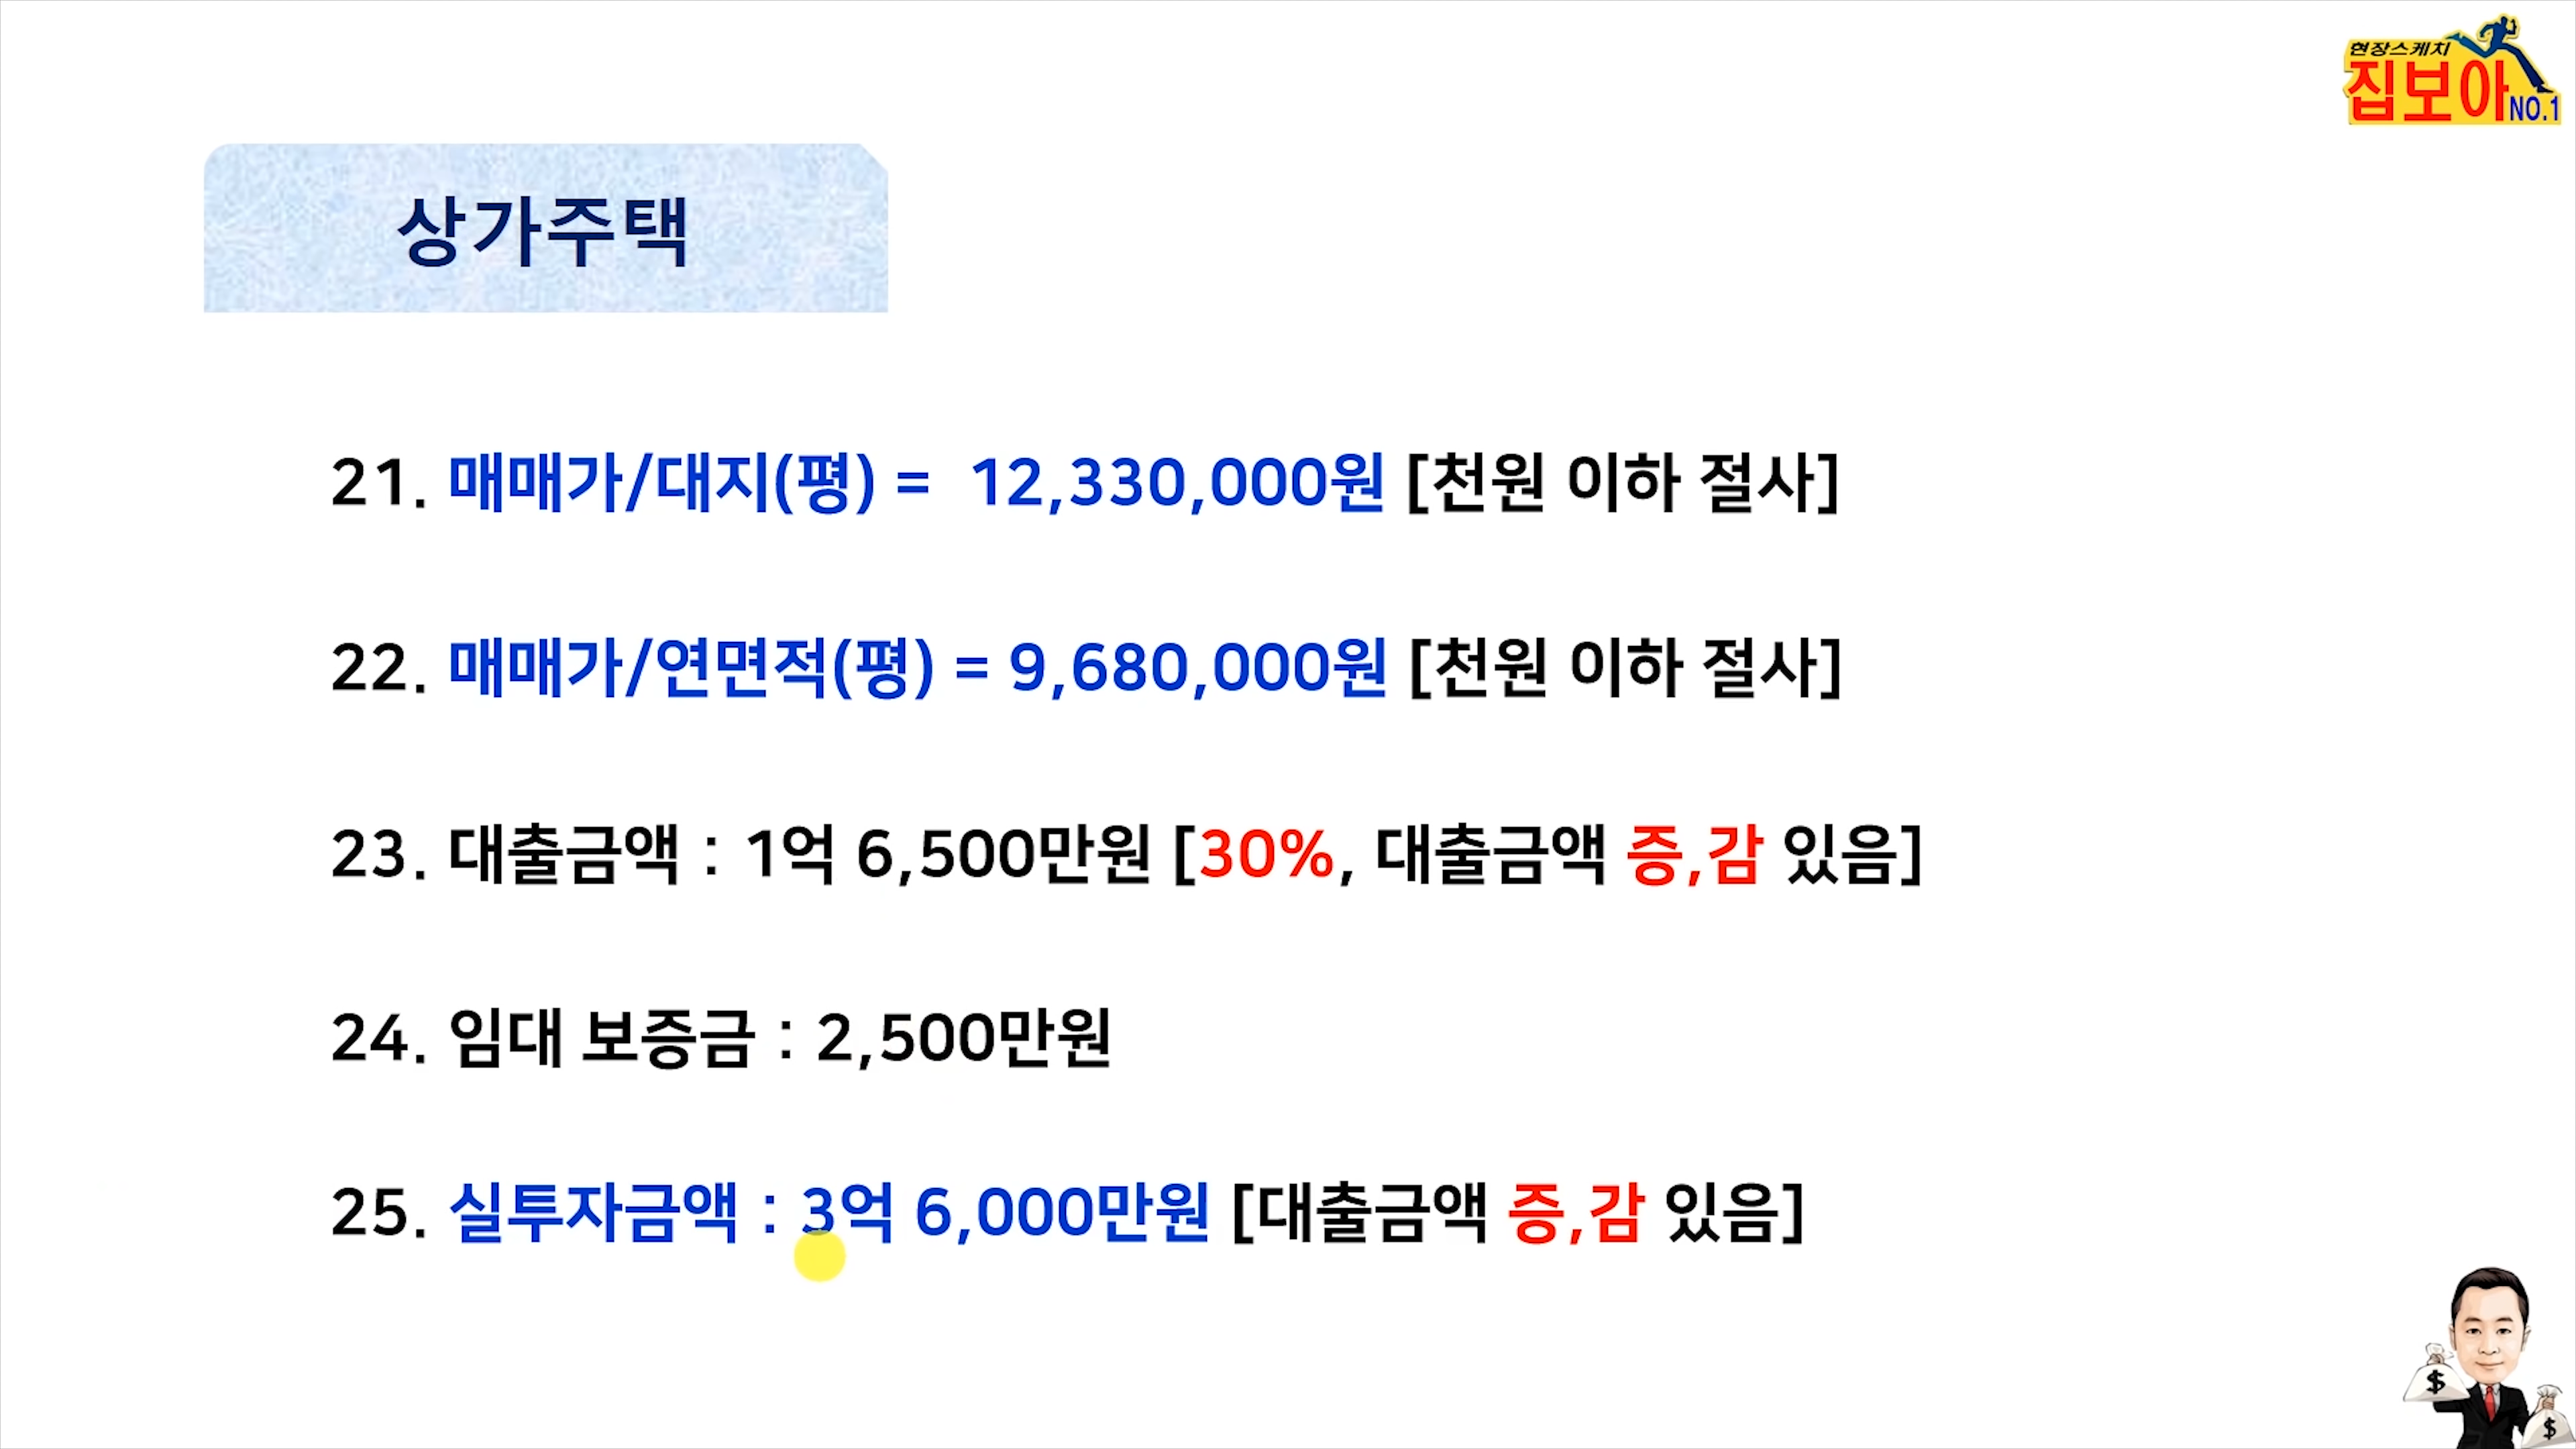 현장스케치
집보아NO.1
상가주택
21. 매매가/대지(평) = 12,330,000원 [천원 이하 절사]
22. 매매가/연면적(평) = 9,680,000원 [천원 이하 절사]
23. 대출금액 : 1억 6,500만원 [30%, 대출금액 증,감 있음]
24. 임대 보증금 : 2,500만원
25. 실투자금액 : 3억 6,000만원 [대출금액 증,감 있음]
$
$